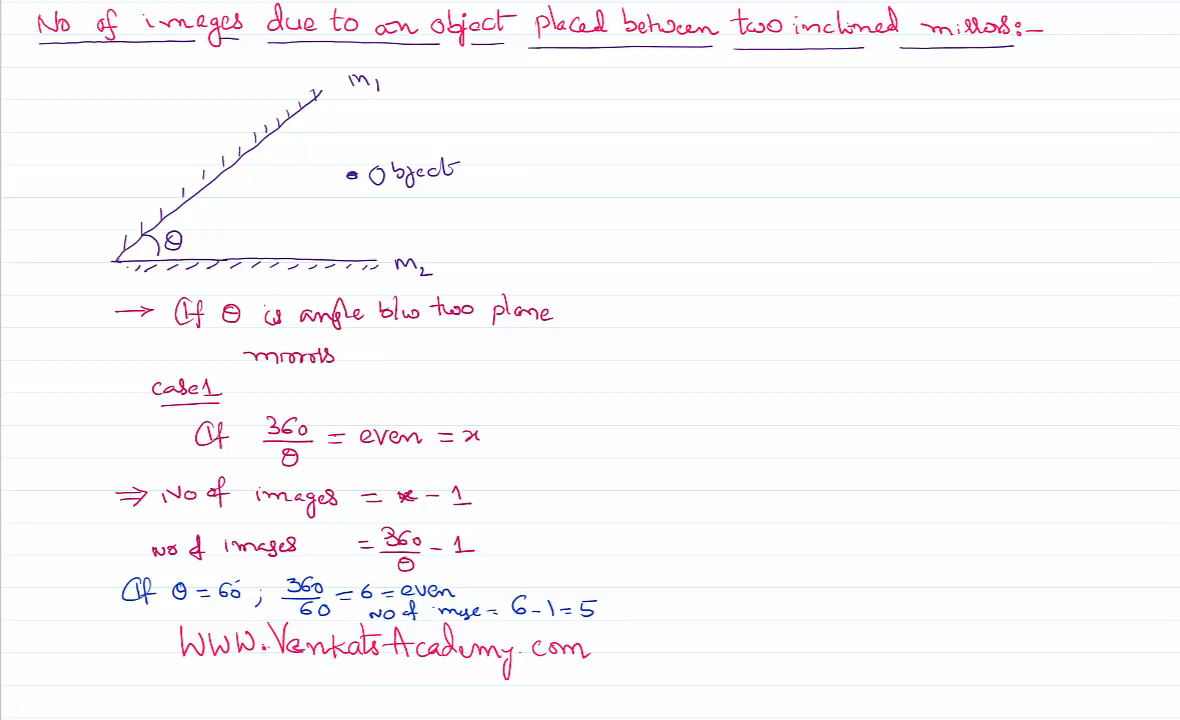 No of images due to an object placed between two inclined mirrors:-
M1
Object
θ
M2
→ If θ is angle b/w two plane
mirrors
case1
If 360/θ = even = x
⇒ No of images = x - 1
No of images = 360/θ - 1
If θ = 60°; 360/60 = 6 = even
No of image = 6-1=5
WWW.VenkatsAcademy.com